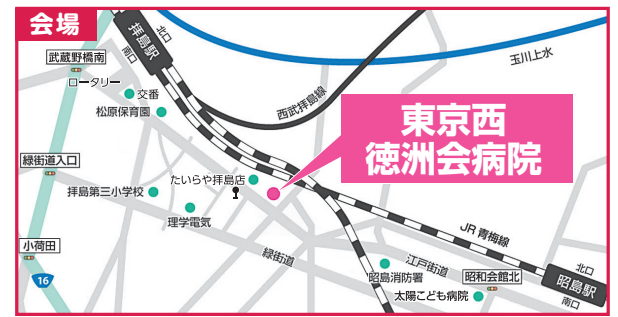 会場
拝島駅
北口
南口
武蔵野橋南
ロータリー
交番
松原保育園
西武拝島線
玉川上水
東京西
徳洲会病院
緑街道入口
たいらや拝島店
拝島第三小学校
理学電気
小荷田
16
緑街道
JR 青梅線
江戸街道
昭島消防署
昭和会館北
太陽こども病院
北口
昭島駅
南口